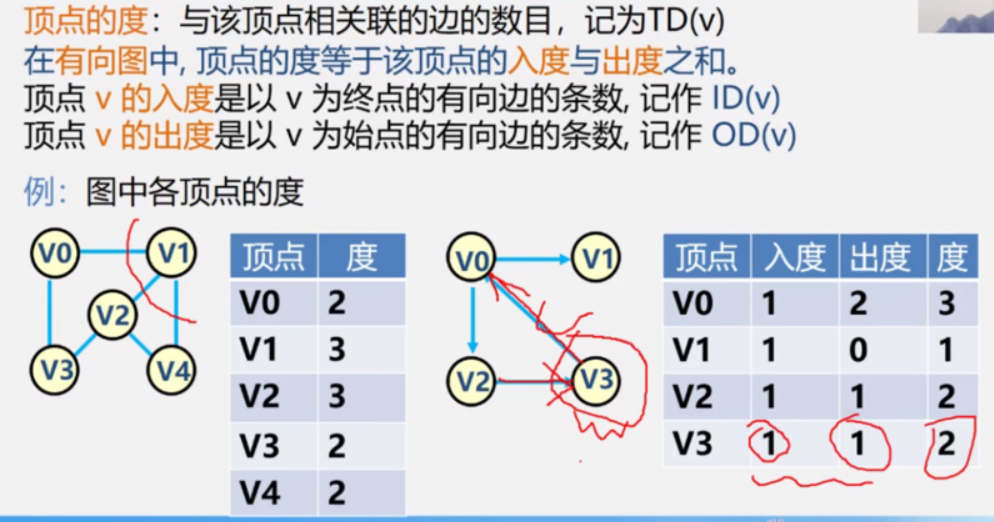 顶点的度：与该顶点相关联的边的数目，记为TD(v)
在有向图中, 顶点的度等于该顶点的入度与出度之和。
顶点 v 的入度是以 v 为终点的有向边的条数, 记作 ID(v)
顶点 v 的出度是以 v 为始点的有向边的条数, 记作 OD(v)
例：图中各顶点的度
V0 V1
V2
V3 V4
顶点 度
V0 2
V1 3
V2 3
V3 2
V4 2
V0 V1
V2 V3
顶点 入度 出度 度
V0 1 2 3
V1 1 0 1
V2 1 1 2
V3 1 1 2